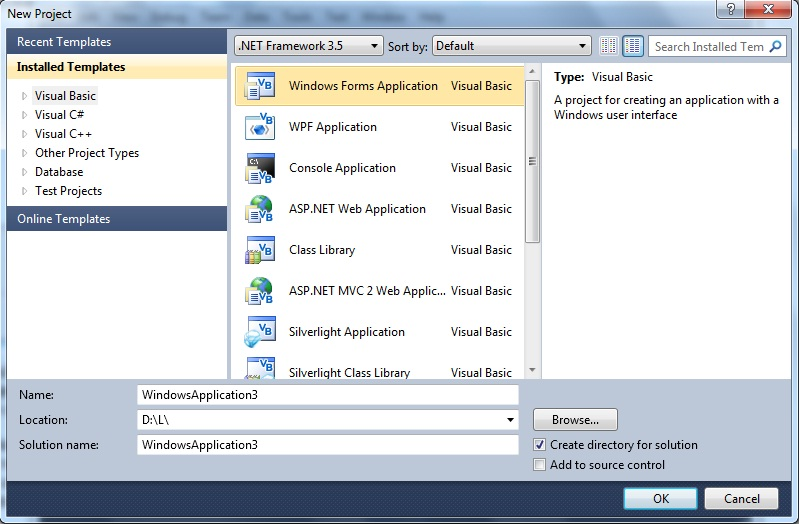 New Project
Recent Templates
Installed Templates
Visual Basic
Visual C#
Visual C++
Other Project Types
Database
Test Projects
Online Templates
.NET Framework 3.5
Sort by: Default
Search Installed Tem
Windows Forms Application Visual Basic
WPF Application Visual Basic
Console Application Visual Basic
ASP.NET Web Application Visual Basic
Class Library Visual Basic
ASP.NET MVC 2 Web Applic... Visual Basic
Silverlight Application Visual Basic
Silverlight Class Library Visual Basic
Type: Visual Basic
A project for creating an application with a
Windows user interface
Name: WindowsApplication3
Location: D:\L\
Browse...
Solution name: WindowsApplication3
Create directory for solution
Add to source control
OK
Cancel